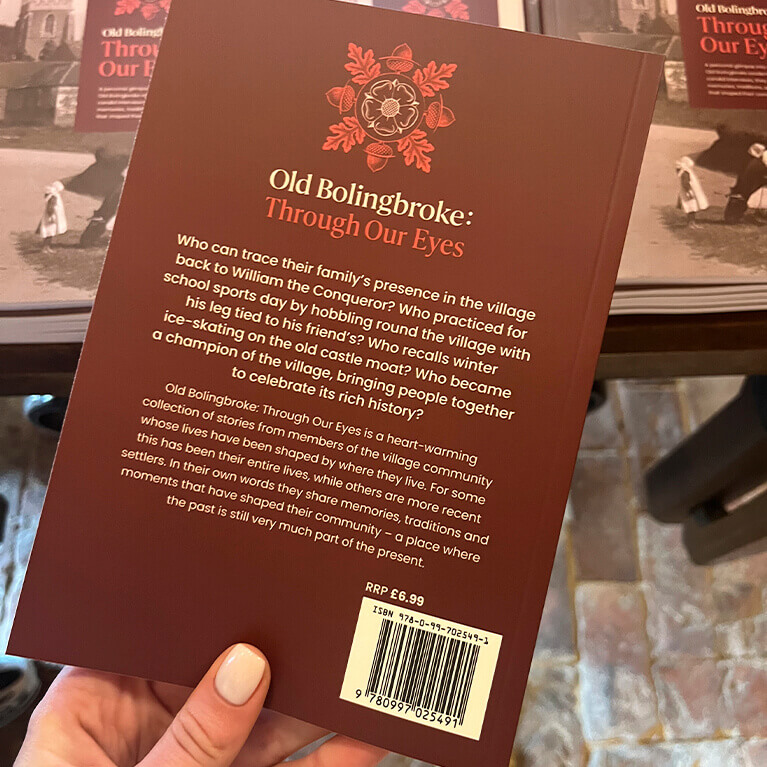 Old Bolingbroke:
Through Our Eyes
Who can trace their family's presence in the village
back to William the Conqueror? Who practiced for
school sports day by hobbling round the village with
his leg tied to his friend's? Who recalls winter
ice-skating on the old castle moat? Who became
a champion of the village, bringing people together
to celebrate its rich history?
Old Bolingbroke: Through Our Eyes is a heart-warming
collection of stories from members of the village community
whose lives have been shaped by where they live. For some
this has been their entire lives, while others are more recent
settlers. In their own words they share memories, traditions and
moments that have shaped their community – a place where
the past is still very much part of the present.
RRP £6.99
ISBN 978-0-99-702549-1
9 780997 025491
Old Boling
Throu
Our E
Old Boling
Throug
Our Ey